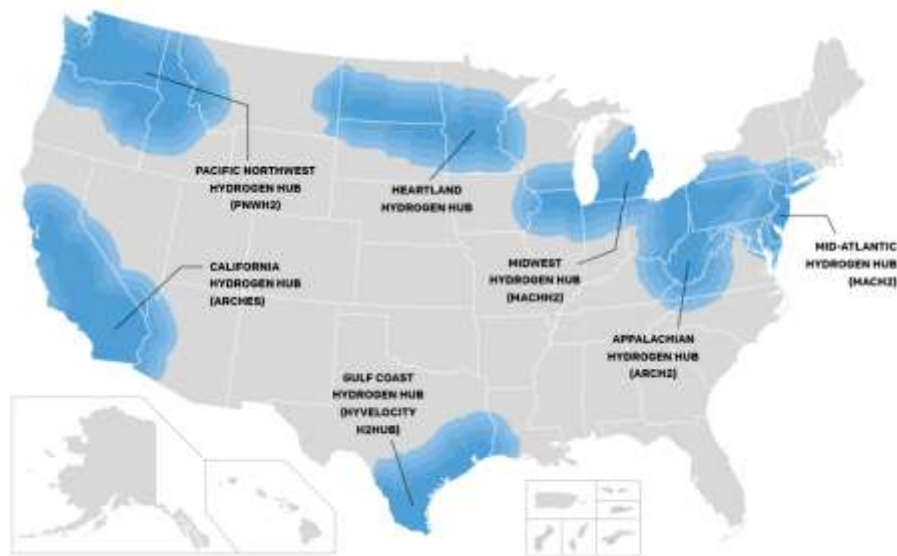 PACIFIC NORTHWEST
HYDROGEN HUB
(PNWH2)
HEARTLAND
HYDROGEN HUB
CALIFORNIA
HYDROGEN HUB
(ARCHES)
MIDWEST
HYDROGEN HUB
(MACHH2)
MID-ATLANTIC
HYDROGEN HUB
(MACH2)
APPALACHIAN
HYDROGEN HUB
(ARCH2)
GULF COAST
HYDROGEN HUB
(HYVELOCITY
H2HUB)